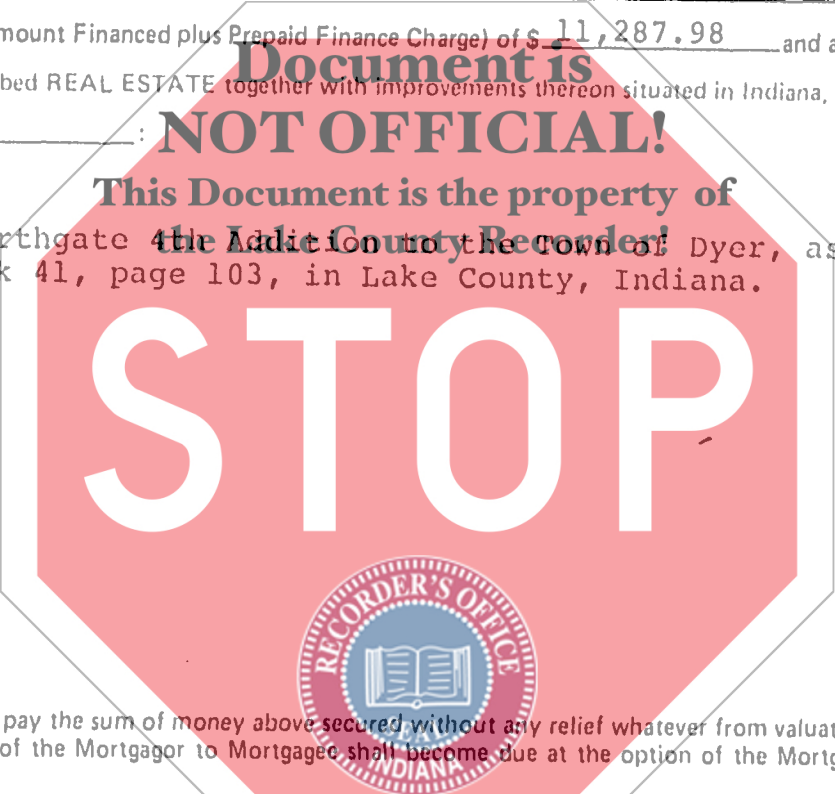 mount Financed plus Prepaid Finance Charge) of $ 11,287.98 and a
Document is
bed REAL ESTATE together with improvements thereon situated in Indiana,
:
NOT OFFICIAL!
This Document is the property of
the Lake County Recorder!
rthgate 4th Addition to the Town of Dyer, as
k 41, page 103, in Lake County, Indiana.
STOP
RECORDER'S OFFICE
SEAL
INDIANA
pay the sum of money above secured without any relief whatever from valuat
of the Mortgagor to Mortgagee shall become due at the option of the Mortg